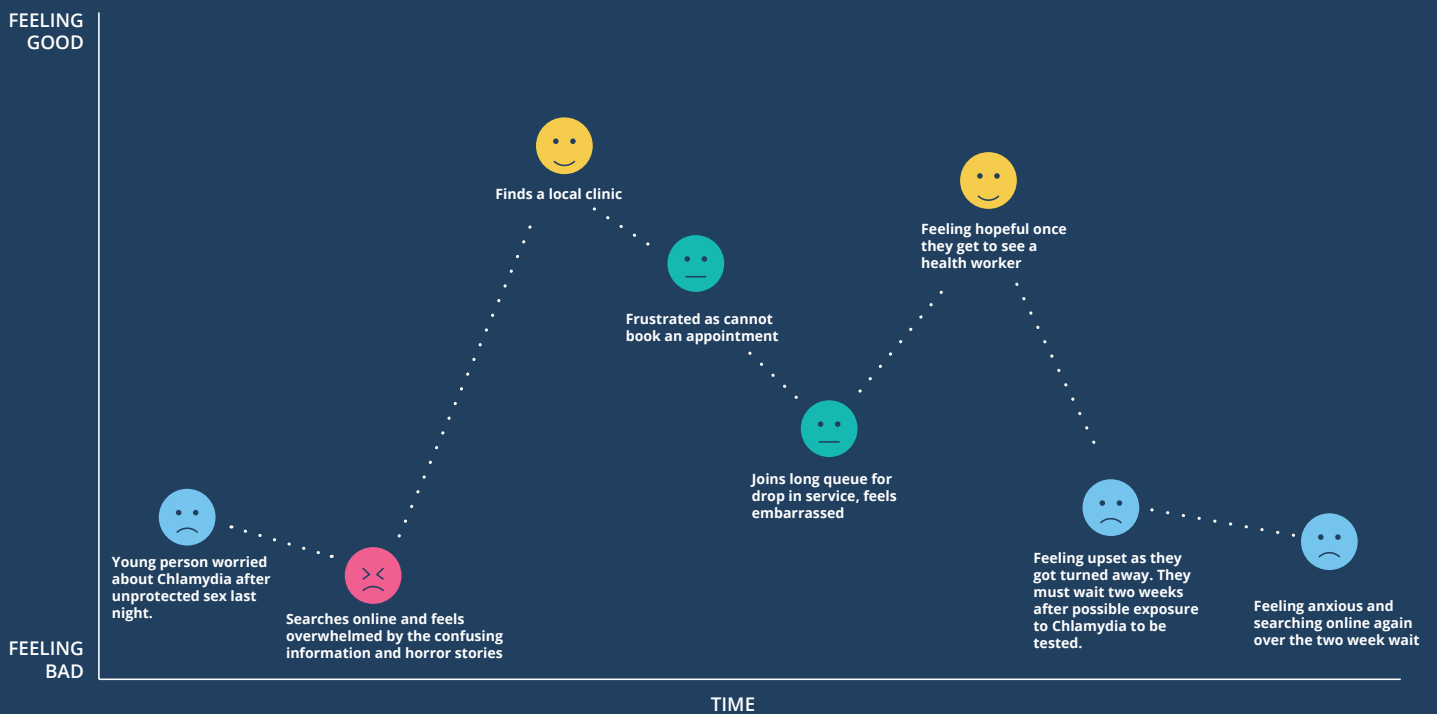 FEELING
GOOD
Finds a local clinic
Feeling hopeful once
they get to see a
health worker
Frustrated as cannot
book an appointment
Joins long queue for
drop in service, feels
embarrassed
Young person worried
about Chlamydia after
unprotected sex last
night.
Searches online and feels
overwhelmed by the confusing
information and horror stories
Feeling upset as they
got turned away. They
must wait two weeks
after possible exposure
to Chlamydia to be
tested.
Feeling anxious and
searching online again
over the two week wait
FEELING
BAD
TIME